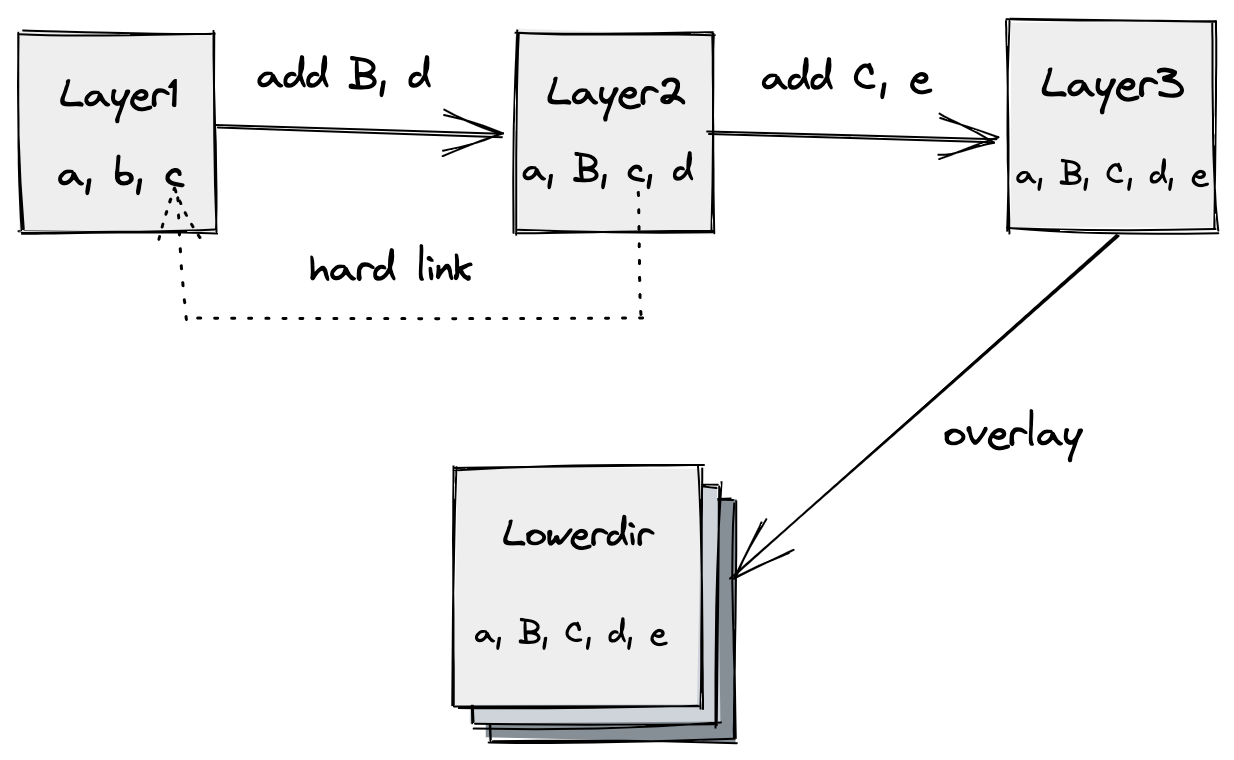 Layer1
a, b, c
add B, d
Layer2
a, B, c, d
add C, e
Layer3
a, B, C, d, e
hard link
overlay
Lowerdir
a, B, C, d, e